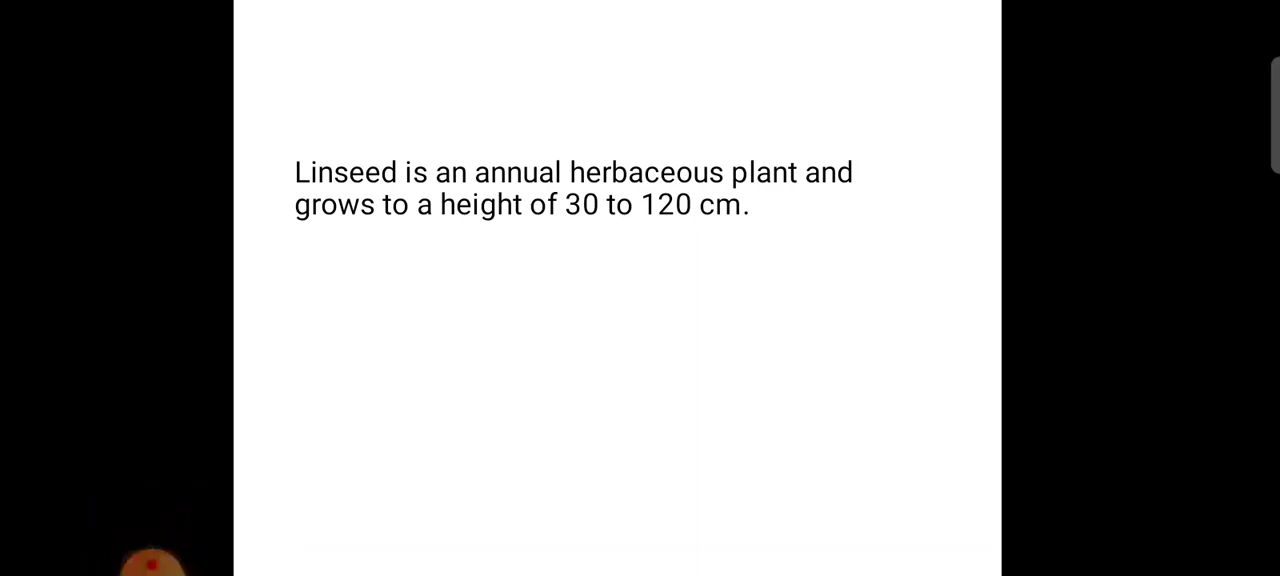 Linseed is an annual herbaceous plant and
grows to a height of 30 to 120 cm.